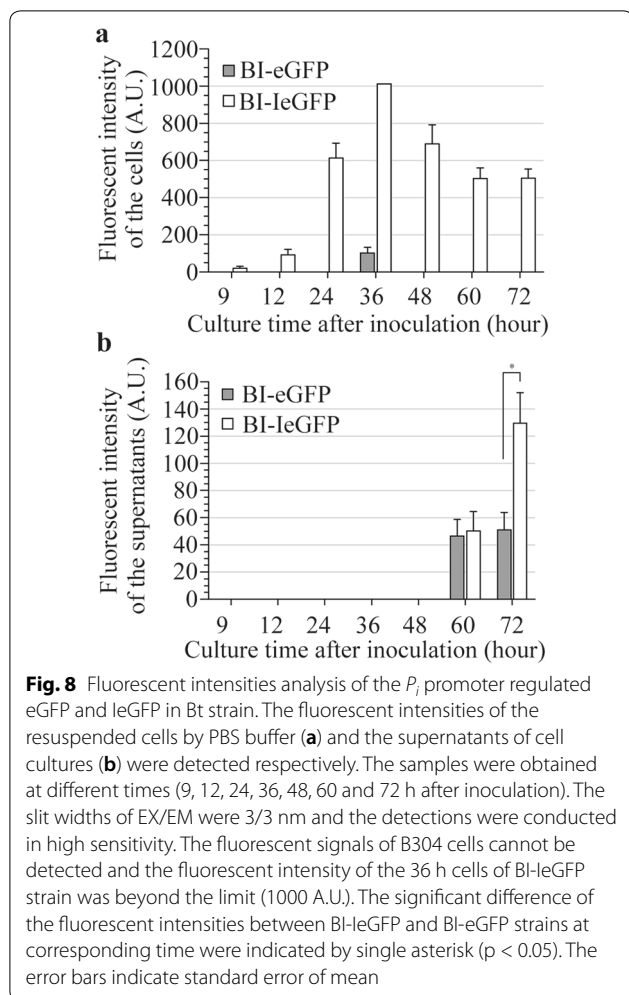 a
1200
1000
800
600
400
200
0
Fluorescent intensity
of the cells (A.U.)
BI-eGFP
BI-IeGFP
9 12 24 36 48 60 72
Culture time after inoculation (hour)
b
160
140
120
100
80
60
40
20
0
Fluorescent intensity
of the supernatants (A.U.)
BI-eGFP
BI-IeGFP
*
9 12 24 36 48 60 72
Culture time after inoculation (hour)
Fig. 8 Fluorescent intensities analysis of the Pi promoter regulated
eGFP and IeGFP in Bt strain. The fluorescent intensities of the
resuspended cells by PBS buffer (a) and the supernatants of cell
cultures (b) were detected respectively. The samples were obtained
at different times (9, 12, 24, 36, 48, 60 and 72 h after inoculation). The
slit widths of EX/EM were 3/3 nm and the detections were conducted
in high sensitivity. The fluorescent signals of B304 cells cannot be
detected and the fluorescent intensity of the 36 h cells of BI-IeGFP
strain was beyond the limit (1000 A.U.). The significant difference of
the fluorescent intensities between BI-IeGFP and BI-eGFP strains at
corresponding time were indicated by single asterisk (p < 0.05). The
error bars indicate standard error of mean